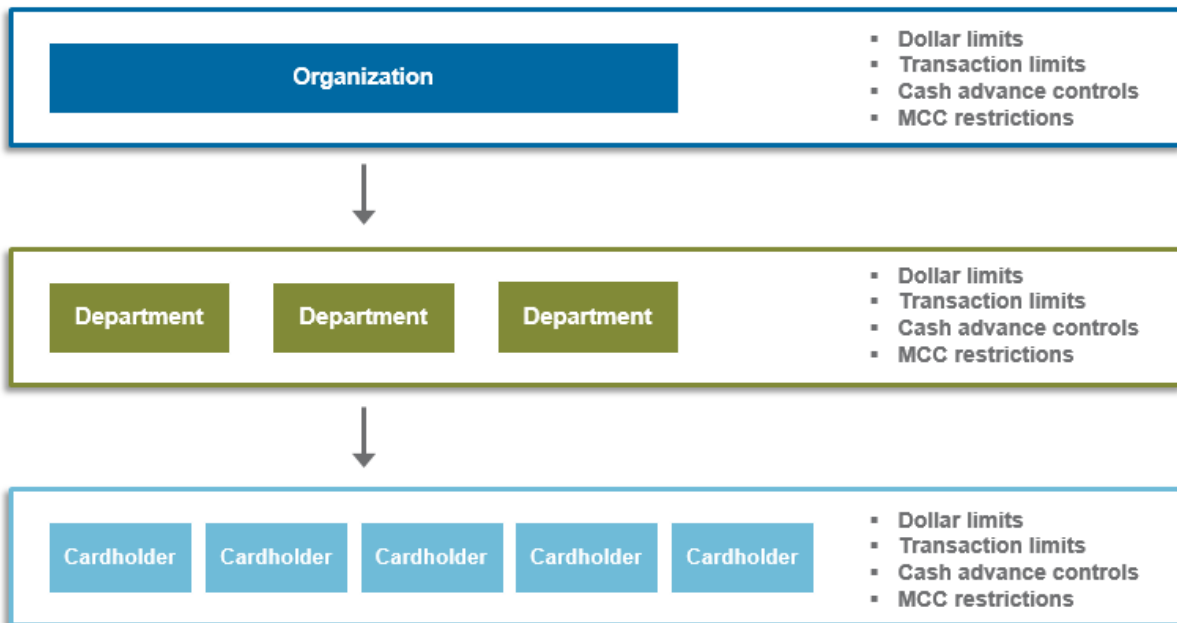 Organization
▪ Dollar limits
▪ Transaction limits
▪ Cash advance controls
▪ MCC restrictions
Department Department Department
▪ Dollar limits
▪ Transaction limits
▪ Cash advance controls
▪ MCC restrictions
Cardholder Cardholder Cardholder Cardholder Cardholder
▪ Dollar limits
▪ Transaction limits
▪ Cash advance controls
▪ MCC restrictions